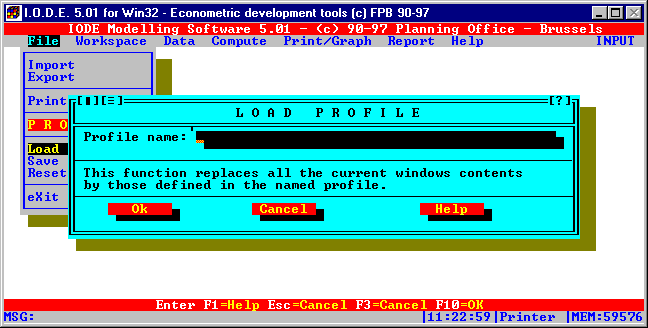 I.O.D.E. 5.01 for Win32 - Econometric development tools (c) FPB 90-97
IODE Modelling Software 5.01 - (c) 90-97 Planning Office - Brussels
File Workspace Data Compute Print/Graph Report Help INPUT
Import
Export
Print
P R O
Load
Save
Reset
eXit
[?]
L O A D P R O F I L E
Profile name:
This function replaces all the current windows contents
by those defined in the named profile.
Ok Cancel Help
Enter F1=Help Esc=Cancel F3=Cancel F10=OK
MSG: |11:22:59|Printer |MEM:59576